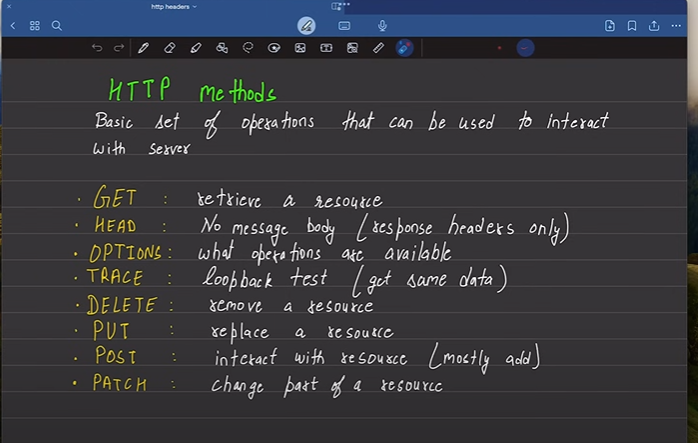 http headers
HTTP methods
Basic set of operations that can be used to interact
with server
• GET : retrieve a resource
• HEAD : No message body (response headers only)
• OPTIONS : what operations are available
• TRACE : loopback test (get same data)
• DELETE : remove a resource
• PUT : replace a resource
• POST : interact with resource (mostly add)
• PATCH : change part of a resource